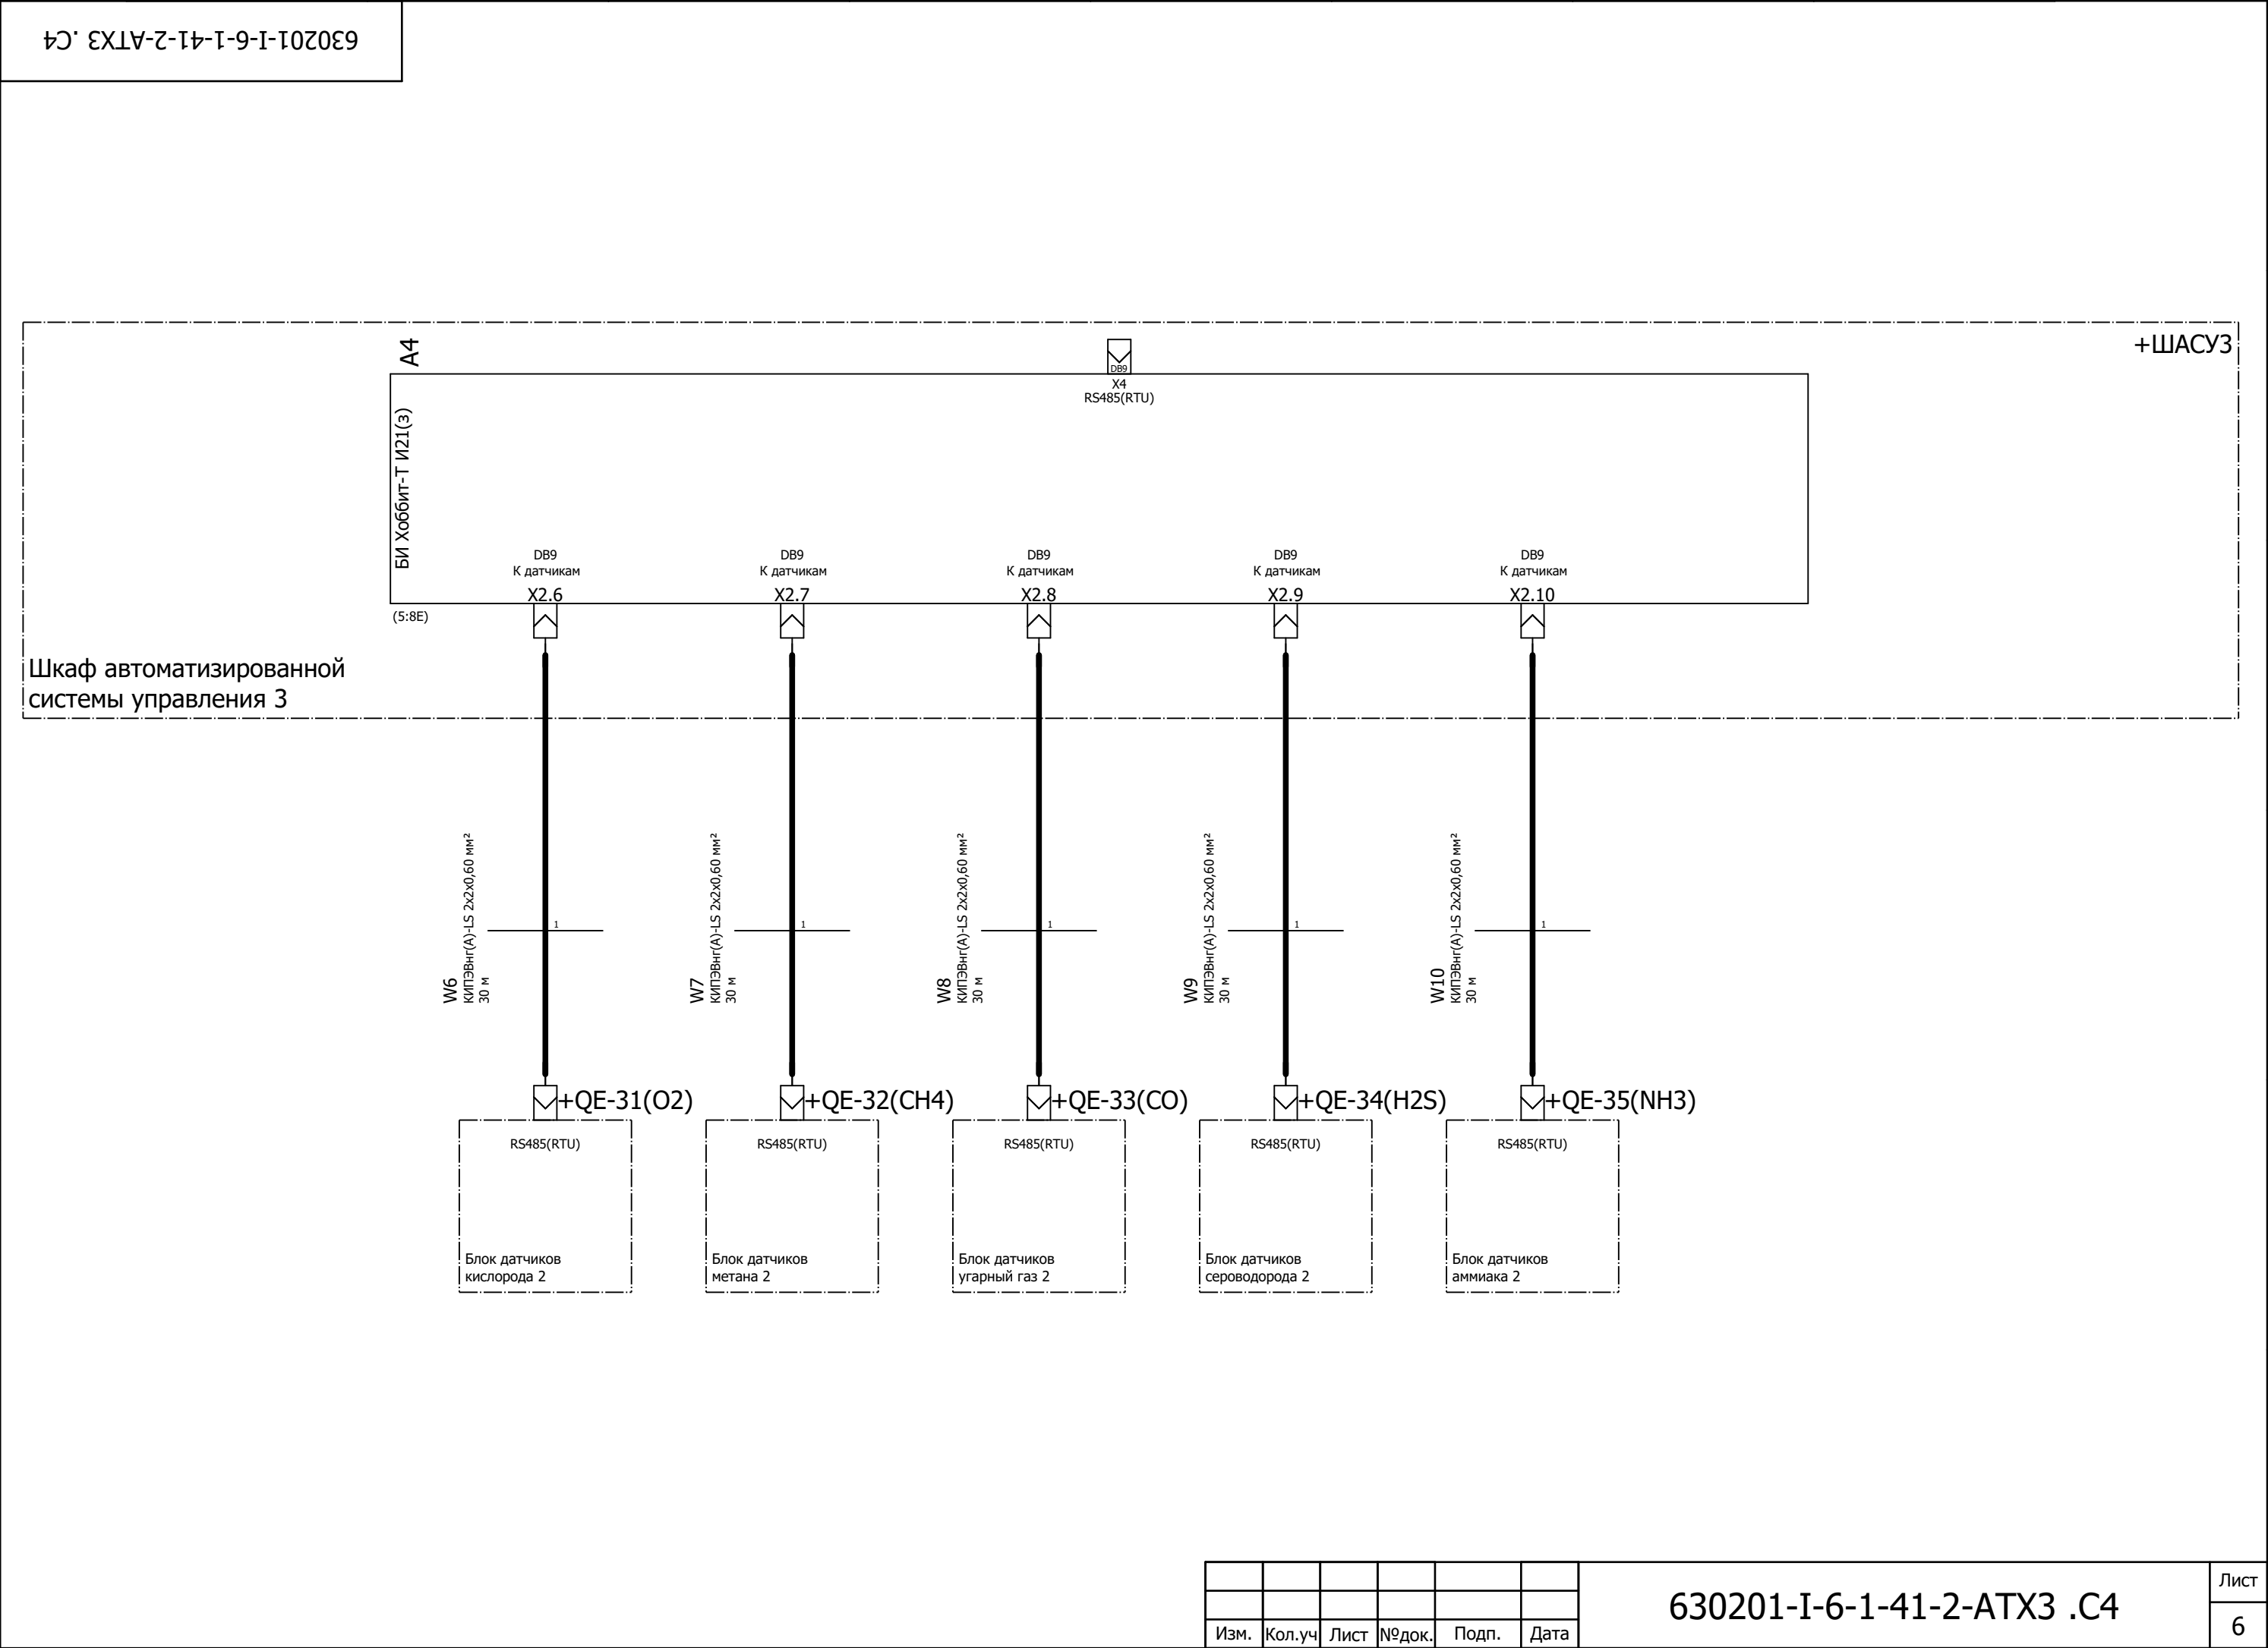 630201-I-6-1-41-2-АТХ3 .С4
+ШАСУ3
А4
DB9
X4
RS485(RTU)
БИ Хоббит-Т И21(з)
DB9
К датчикам
X2.6
DB9
К датчикам
X2.7
DB9
К датчикам
X2.8
DB9
К датчикам
X2.9
DB9
К датчикам
X2.10
(5:8E)
Шкаф автоматизированной
системы управления 3
W6
КИПЭВнг(А)-LS 2х2х0,60 мм²
30 м
1
W7
КИПЭВнг(А)-LS 2х2х0,60 мм²
30 м
1
W8
КИПЭВнг(А)-LS 2х2х0,60 мм²
30 м
1
W9
КИПЭВнг(А)-LS 2х2х0,60 мм²
30 м
1
W10
КИПЭВнг(А)-LS 2х2х0,60 мм²
30 м
1
+QE-31(O2)
RS485(RTU)
Блок датчиков
кислорода 2
+QE-32(CH4)
RS485(RTU)
Блок датчиков
метана 2
+QE-33(CO)
RS485(RTU)
Блок датчиков
угарный газ 2
+QE-34(H2S)
RS485(RTU)
Блок датчиков
сероводорода 2
+QE-35(NH3)
RS485(RTU)
Блок датчиков
аммиака 2
Изм. Кол.уч Лист №док. Подп. Дата
630201-I-6-1-41-2-АТХ3 .С4
Лист
6